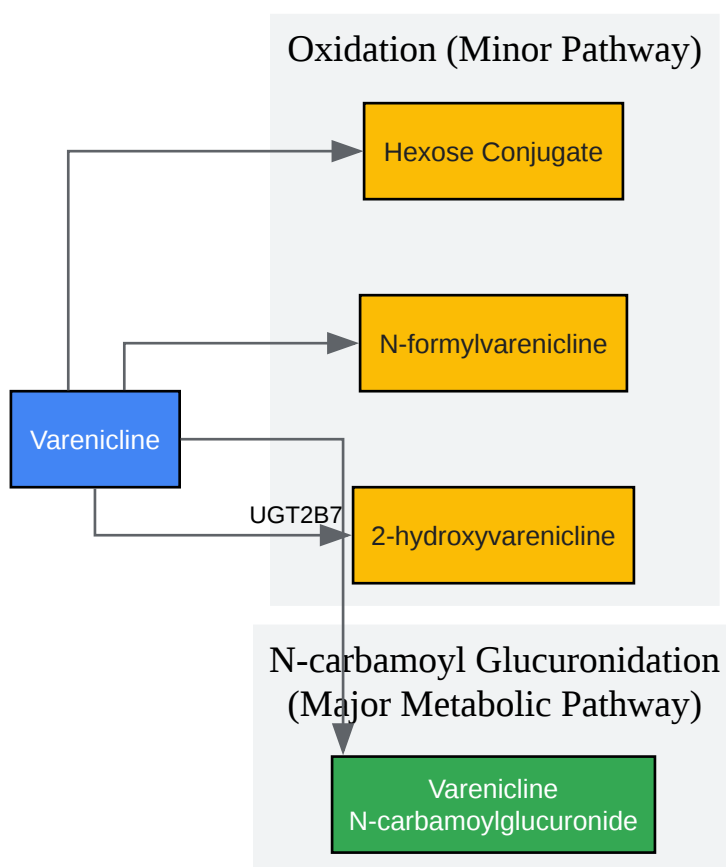 Oxidation (Minor Pathway)
Hexose Conjugate
N-formylvarenicline
Varenicline
UGT2B7
2-hydroxyvarenicline
N-carbamoyl Glucuronidation
(Major Metabolic Pathway)
Varenicline
N-carbamoylglucuronide